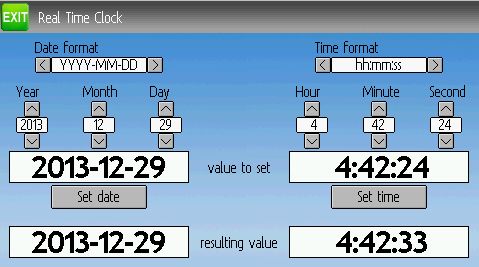 EXIT Real Time Clock
Date format Time format
< YYYY-MM-DD > < hh:mm:ss >
Year Month Day Hour Minute Second
2013 12 29 4 42 24
2013-12-29 value to set 4:42:24
Set date Set time
2013-12-29 resulting value 4:42:33